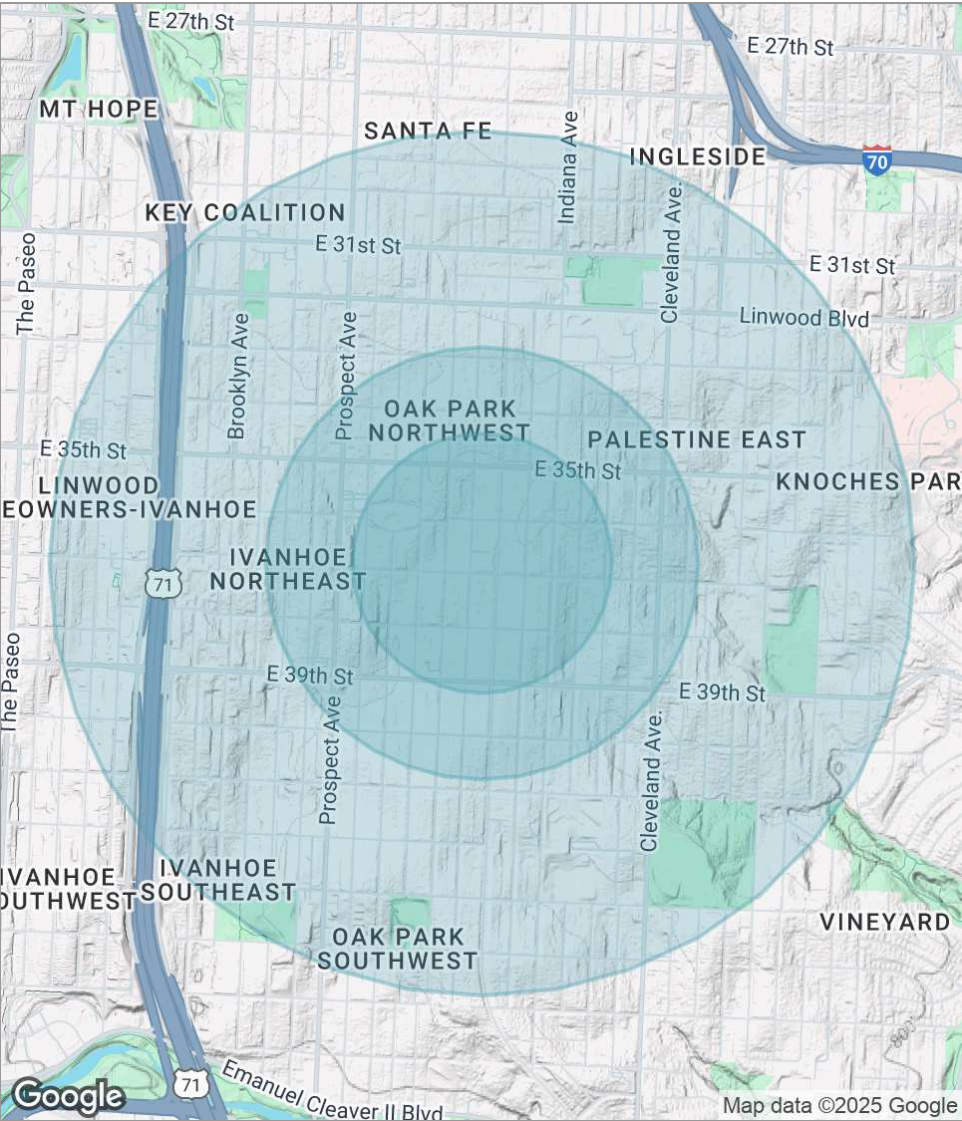 E 27th St
E 27th St
MT HOPE
SANTA FE
Indiana Ave
INGLESIDE
70
KEY COALITION
Cleveland Ave.
E 31st St
E 31st St
The Paseo
Linwood Blvd
Brooklyn Ave
Prospect Ave
OAK PARK
NORTHWEST
PALESTINE EAST
E 35th St
E 35th St
KNOCHES PAR
LINWOOD
EOWNERS-IVANHOE
IVANHOE
NORTHEAST
71
The Paseo
E 39th St
E 39th St
Prospect Ave
Cleveland Ave.
IVANHOE
OUTHWEST
IVANHOE
SOUTHEAST
OAK PARK
SOUTHWEST
VINEYARD
800'
71
Emanuel Cleaver II Blvd
Google
Map data ©2025 Google